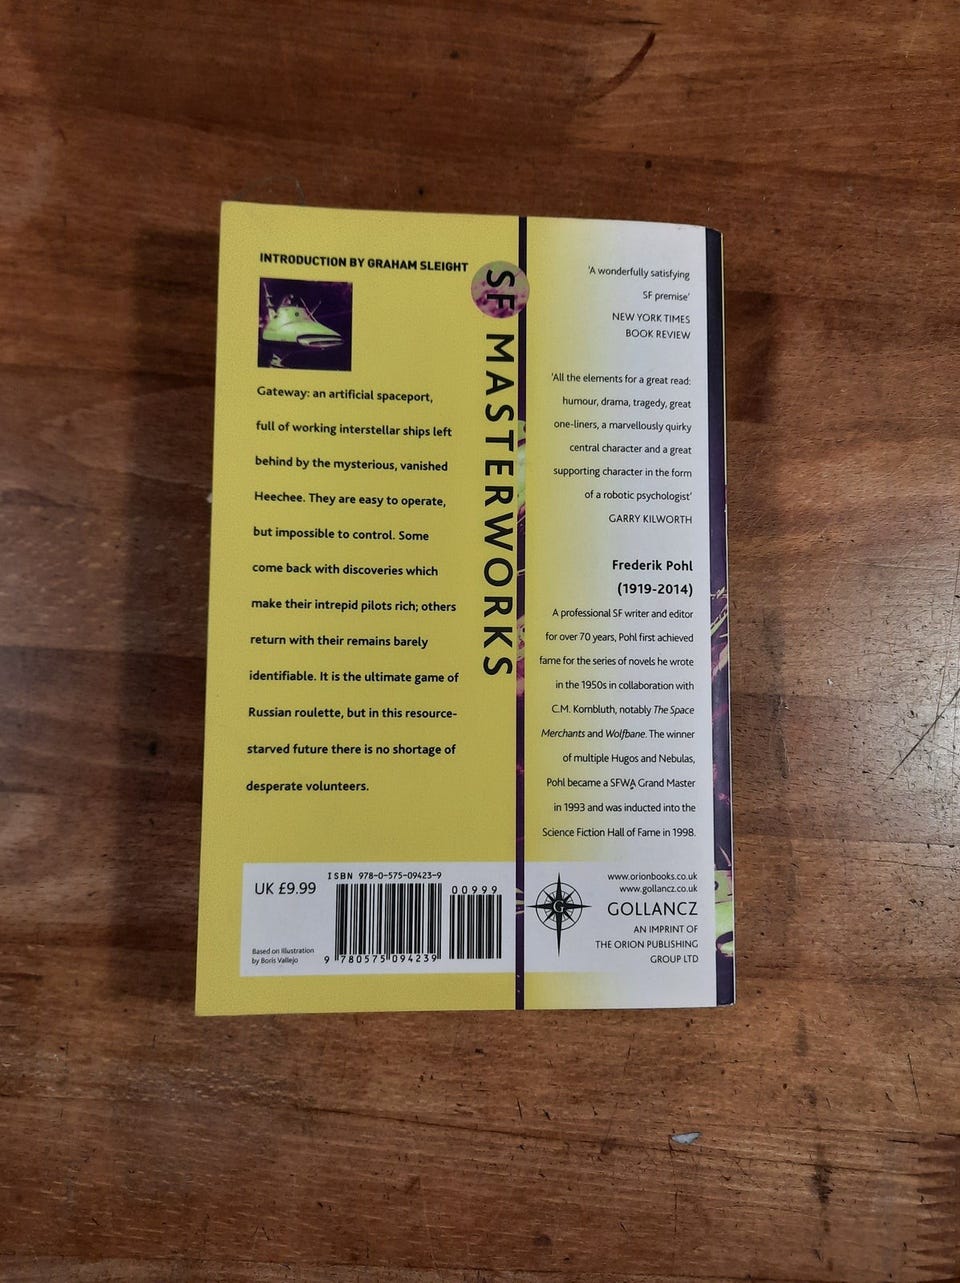 INTRODUCTION BY GRAHAM SLEIGHT
Gateway: an artificial spaceport,
full of working interstellar ships left
behind by the mysterious, vanished
Heechee. They are easy to operate,
but impossible to control. Some
come back with discoveries which
make their intrepid pilots rich; others
return with their remains barely
identifiable. It is the ultimate game of
Russian roulette, but in this resource-
starved future there is no shortage of
desperate volunteers.
SF MASTERWORKS
'A wonderfully satisfying
SF premise'
NEW YORK TIMES
BOOK REVIEW
'All the elements for a great read:
humour, drama, tragedy, great
one-liners, a marvellously quirky
central character and a great
supporting character in the form
of a robotic psychologist'
GARRY KILWORTH
Frederik Pohl
(1919-2014)
A professional SF writer and editor
for over 70 years, Pohl first achieved
fame for the series of novels he wrote
in the 1950s in collaboration with
C.M. Kornbluth, notably The Space
Merchants and Wolfbane. The winner
of multiple Hugos and Nebulas,
Pohl became a SFWA Grand Master
in 1993 and was inducted into the
Science Fiction Hall of Fame in 1998.
UK £9.99
ISBN 978-0-575-09423-9
00999
9 780575 094239
Based on Illustration
by Boris Vallejo
www.orionbooks.co.uk
www.gollancz.co.uk
G
GOLLANCZ
AN IMPRINT OF
THE ORION PUBLISHING
GROUP LTD